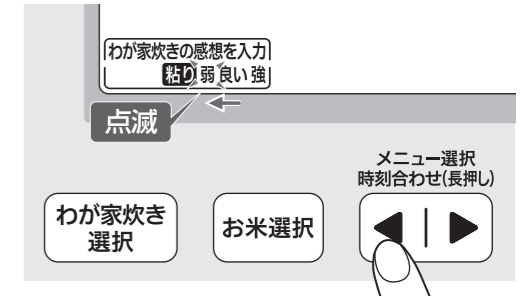 わが家炊きの感想を入力
粘り 弱 良い 強
点滅
メニュー選択
時刻合わせ(長押し)
わが家炊き
選択
お米選択